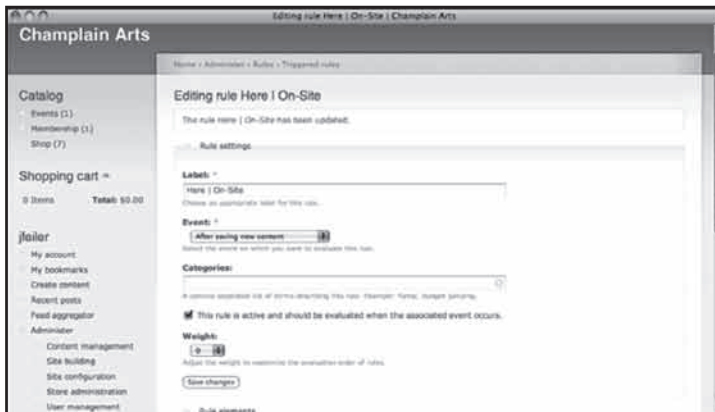 Editing rule Here | On-Site | Champlain Arts
Champlain Arts
Home › Administer › Rules › Triggered rules
Catalog
Events (1)
Membership (1)
Shop (7)
Shopping cart
0 Items Total: $0.00
jfeiler
My account
My bookmarks
Create content
Recent posts
Feed aggregator
Administer
Content management
Site building
Site configuration
Store administration
User management
Editing rule Here | On-Site
The rule Here | On-Site has been updated.
Rule settings
Label: *
Here | On-Site
Choose an appropriate label for this rule.
Event: *
After saving new content
Select the event on which you want to evaluate this rule.
Categories:
A comma separated list of terms describing this rule. Example: funny, bungee jumping.
This rule is active and should be evaluated when the associated event occurs.
Weight:
0
Adjust the weight to customize the evaluation order of rules.
Save changes
Rule elements